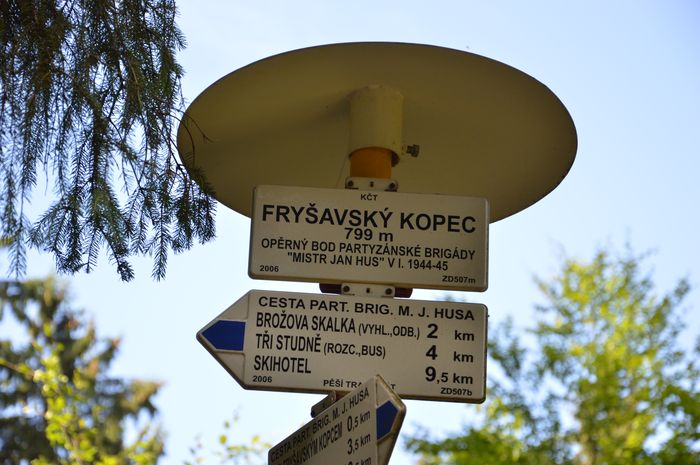 KČT
FRYŠAVSKÝ KOPEC
799 m
OPĚRNÝ BOD PARTYZÁNSKÉ BRIGÁDY
"MISTR JAN HUS" V I. 1944-45
2006 ZD507m
CESTA PART. BRIG. M. J. HUSA
BROŽOVA SKALKA (VYHL.,ODB.) 2 km
TŘI STUDNĚ (ROZC.,BUS) 4 km
SKIHOTEL 9,5 km
2006 PĚŠÍ ZD507b
CESTA PART. BRIG. M. J. HUSA
KOPCEM 0,5 km
3,5 km
km